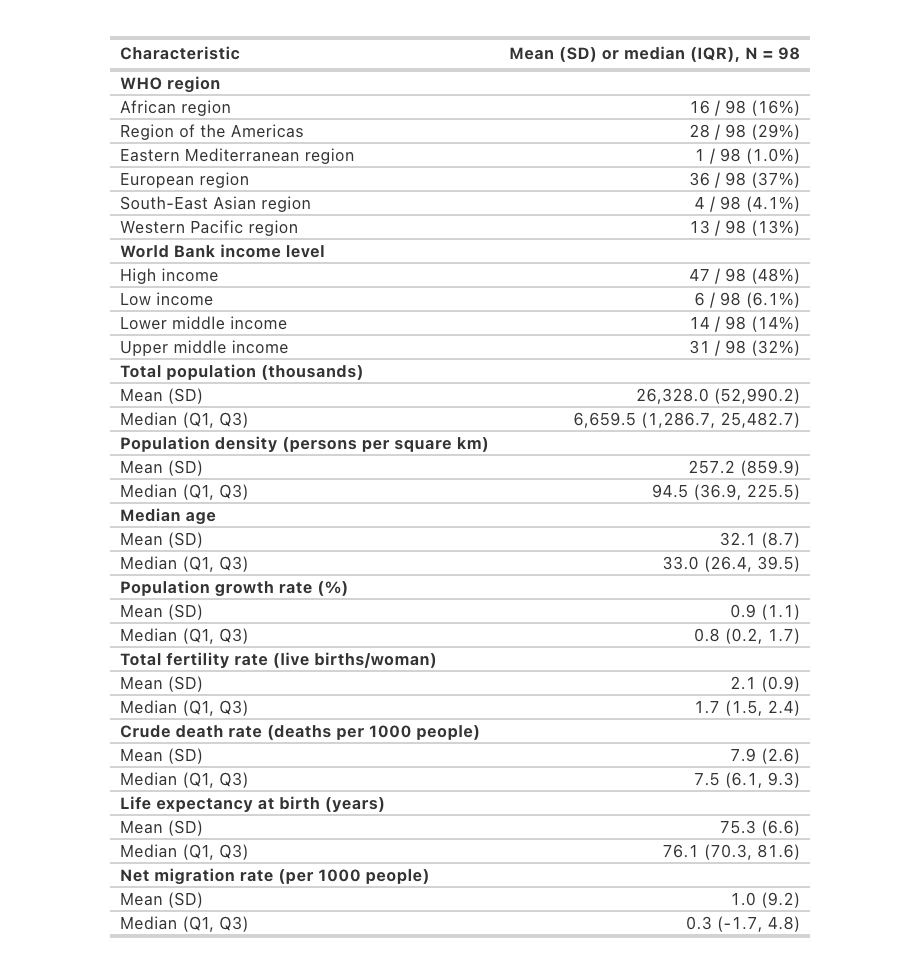 Characteristic Mean (SD) or median (IQR), N = 98
WHO region
African region 16 / 98 (16%)
Region of the Americas 28 / 98 (29%)
Eastern Mediterranean region 1 / 98 (1.0%)
European region 36 / 98 (37%)
South-East Asian region 4 / 98 (4.1%)
Western Pacific region 13 / 98 (13%)
World Bank income level
High income 47 / 98 (48%)
Low income 6 / 98 (6.1%)
Lower middle income 14 / 98 (14%)
Upper middle income 31 / 98 (32%)
Total population (thousands)
Mean (SD) 26,328.0 (52,990.2)
Median (Q1, Q3) 6,659.5 (1,286.7, 25,482.7)
Population density (persons per square km)
Mean (SD) 257.2 (859.9)
Median (Q1, Q3) 94.5 (36.9, 225.5)
Median age
Mean (SD) 32.1 (8.7)
Median (Q1, Q3) 33.0 (26.4, 39.5)
Population growth rate (%)
Mean (SD) 0.9 (1.1)
Median (Q1, Q3) 0.8 (0.2, 1.7)
Total fertility rate (live births/woman)
Mean (SD) 2.1 (0.9)
Median (Q1, Q3) 1.7 (1.5, 2.4)
Crude death rate (deaths per 1000 people)
Mean (SD) 7.9 (2.6)
Median (Q1, Q3) 7.5 (6.1, 9.3)
Life expectancy at birth (years)
Mean (SD) 75.3 (6.6)
Median (Q1, Q3) 76.1 (70.3, 81.6)
Net migration rate (per 1000 people)
Mean (SD) 1.0 (9.2)
Median (Q1, Q3) 0.3 (-1.7, 4.8)